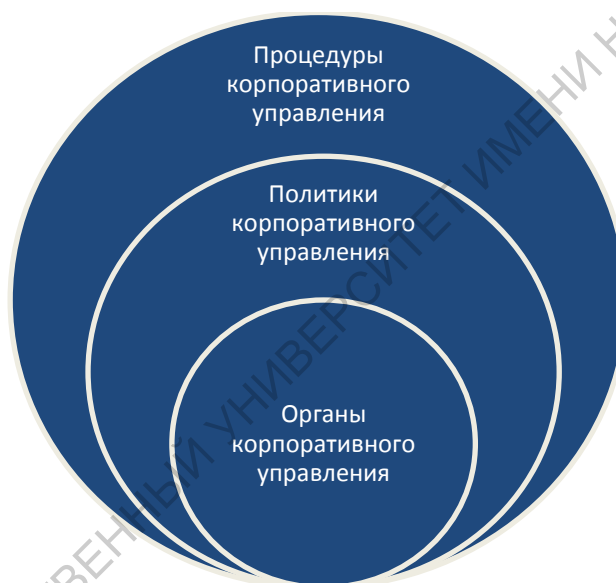 Процедуры
корпоративного
управления
Политики
корпоративного
управления
Органы
корпоративного
управления
УНИВЕРСИТЕТ ИМЕНИ